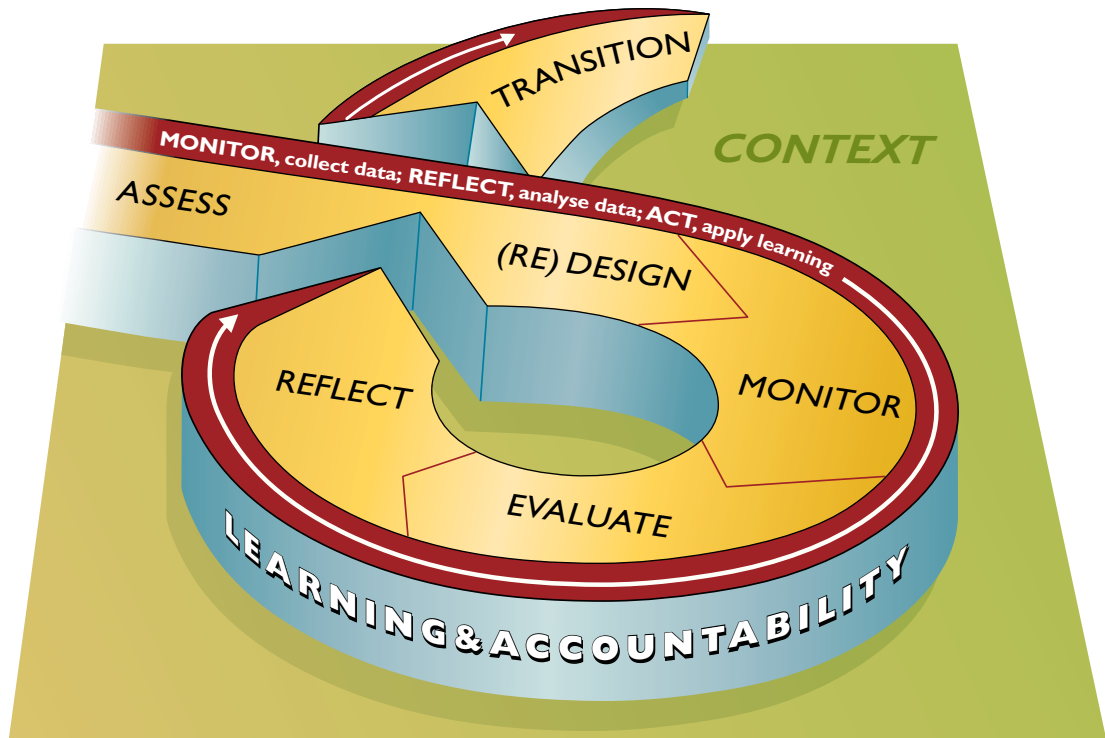 TRANSITION
CONTEXT
MONITOR, collect data; REFLECT, analyse data; ACT, apply learning
ASSESS
(RE) DESIGN
MONITOR
REFLECT
EVALUATE
LEARNING & ACCOUNTABILITY